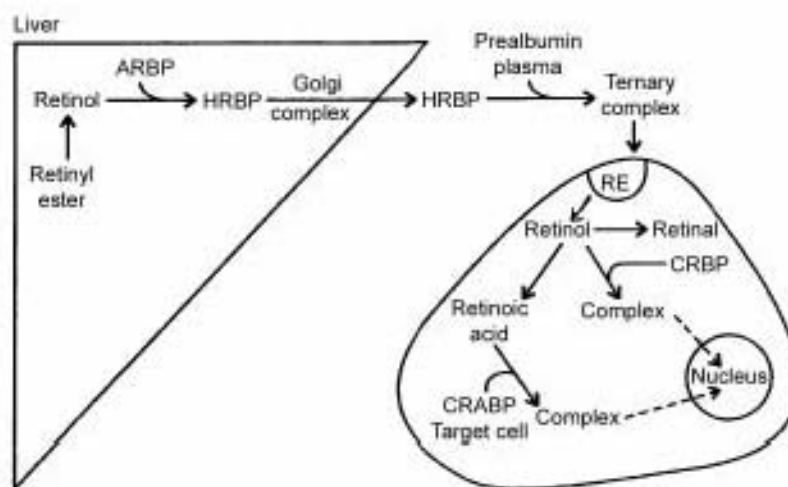 Liver
ARBP
Retinol
HRBP
Golgi
complex
HRBP
Prealbumin
plasma
Ternary
complex
Retinyl
ester
RE
Retinol
Retinal
CRBP
Retinoic
acid
Complex
Nucleus
CRABP
Target cell
Complex